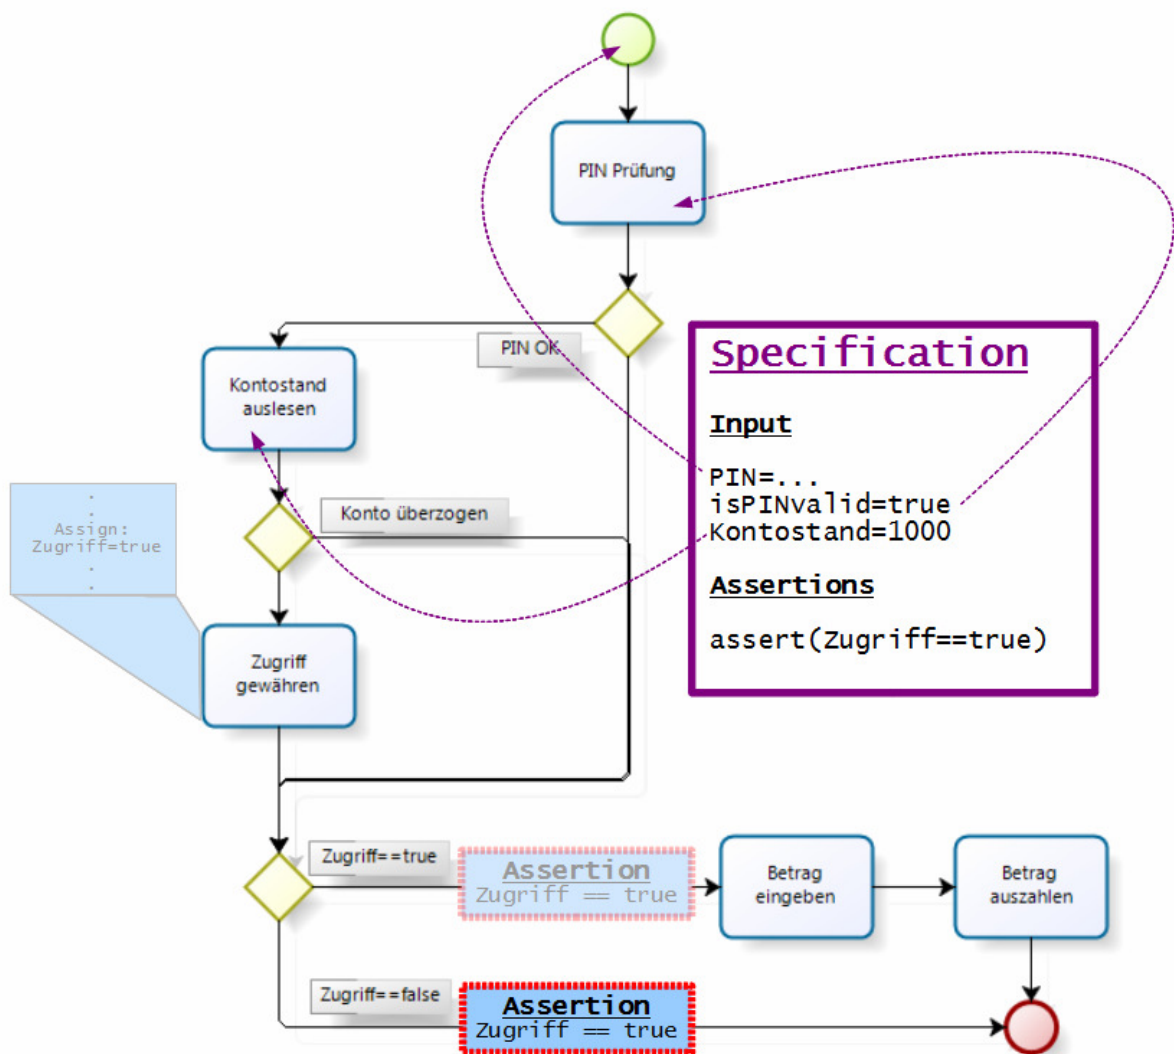 PIN Prüfung
PIN OK
Specification
Input
PIN=...
isPINvalid=true
Kontostand=1000
Assertions
assert(Zugriff==true)
Kontostand
auslesen
Konto überzogen
.
.
Assign:
Zugriff=true
.
.
Zugriff
gewähren
Zugriff==true
Assertion
Zugriff == true
Betrag
eingeben
Betrag
auszahlen
Zugriff==false
Assertion
Zugriff == true